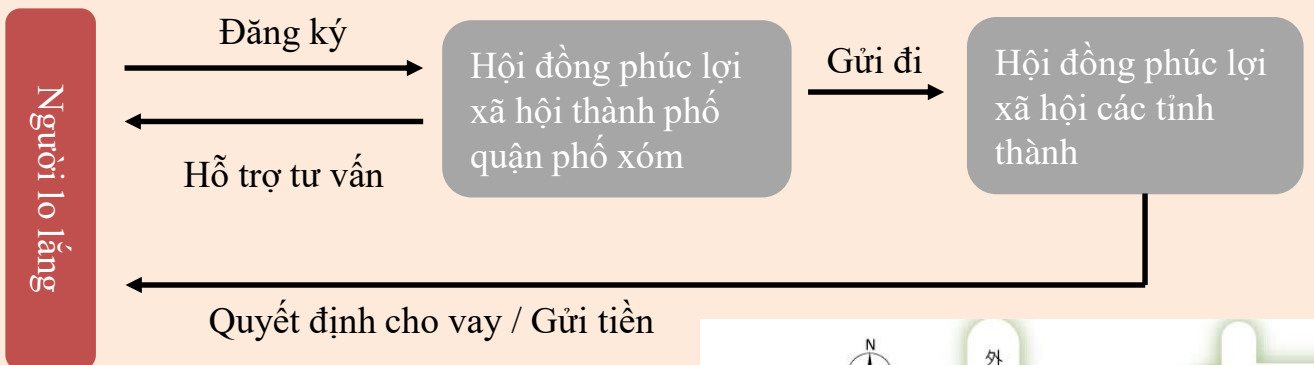 Người lo lắng
Đăng ký
Hỗ trợ tư vấn
Hội đồng phúc lợi
xã hội thành phố
quận phố xóm
Gửi đi
Hội đồng phúc lợi
xã hội các tỉnh
thành
Quyết định cho vay / Gửi tiền
N
外